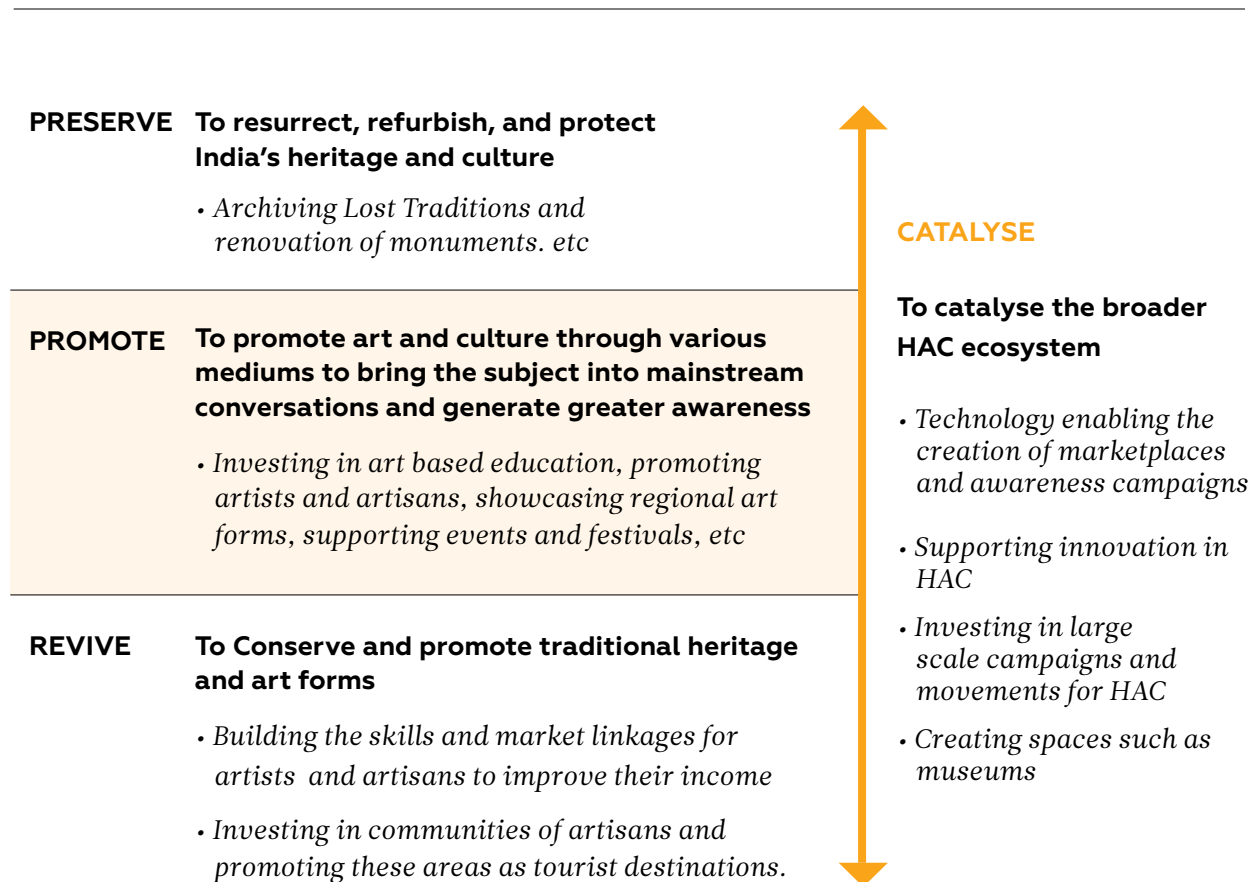 PRESERVE To resurrect, refurbish, and protect
India’s heritage and culture
• Archiving Lost Traditions and
renovation of monuments. etc
PROMOTE To promote art and culture through various
mediums to bring the subject into mainstream
conversations and generate greater awareness
• Investing in art based education, promoting
artists and artisans, showcasing regional art
forms, supporting events and festivals, etc
REVIVE To Conserve and promote traditional heritage
and art forms
• Building the skills and market linkages for
artists and artisans to improve their income
• Investing in communities of artisans and
promoting these areas as tourist destinations.
CATALYSE
To catalyse the broader
HAC ecosystem
• Technology enabling the
creation of marketplaces
and awareness campaigns
• Supporting innovation in
HAC
• Investing in large
scale campaigns and
movements for HAC
• Creating spaces such as
museums